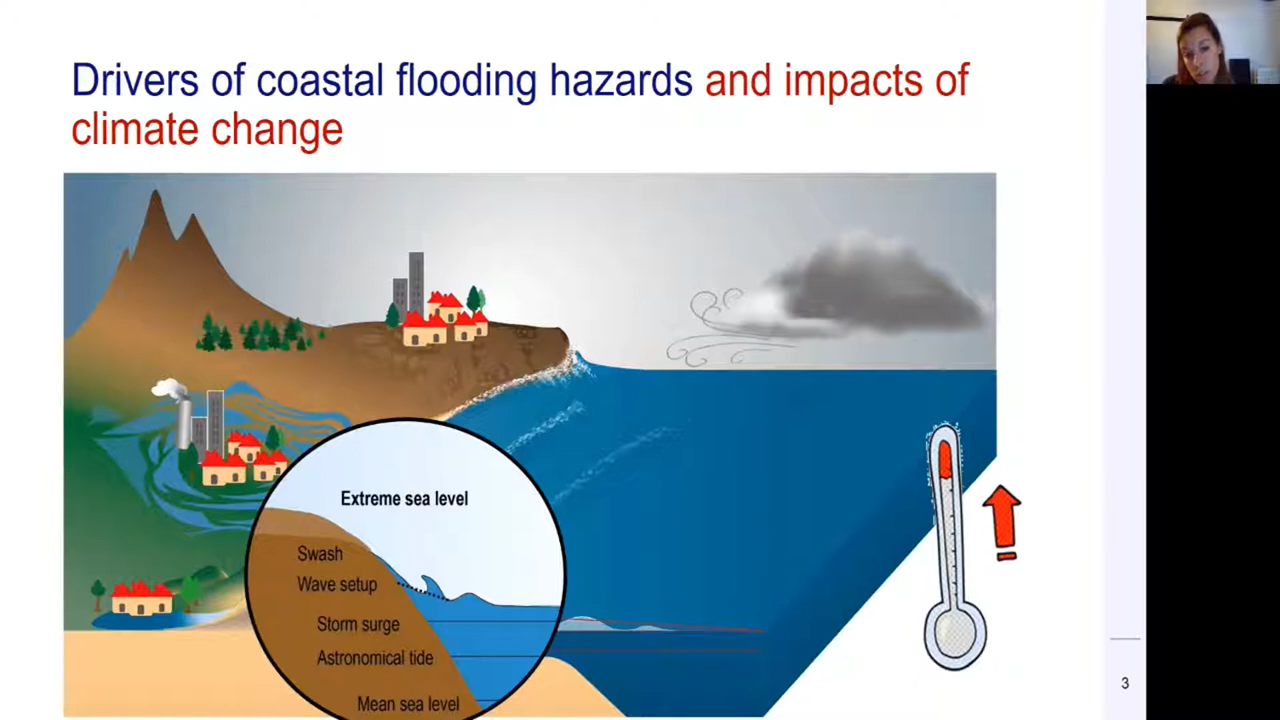 Drivers of coastal flooding hazards and impacts of
climate change
Extreme sea level
Swash
Wave setup
Storm surge
Astronomical tide
Mean sea level
3